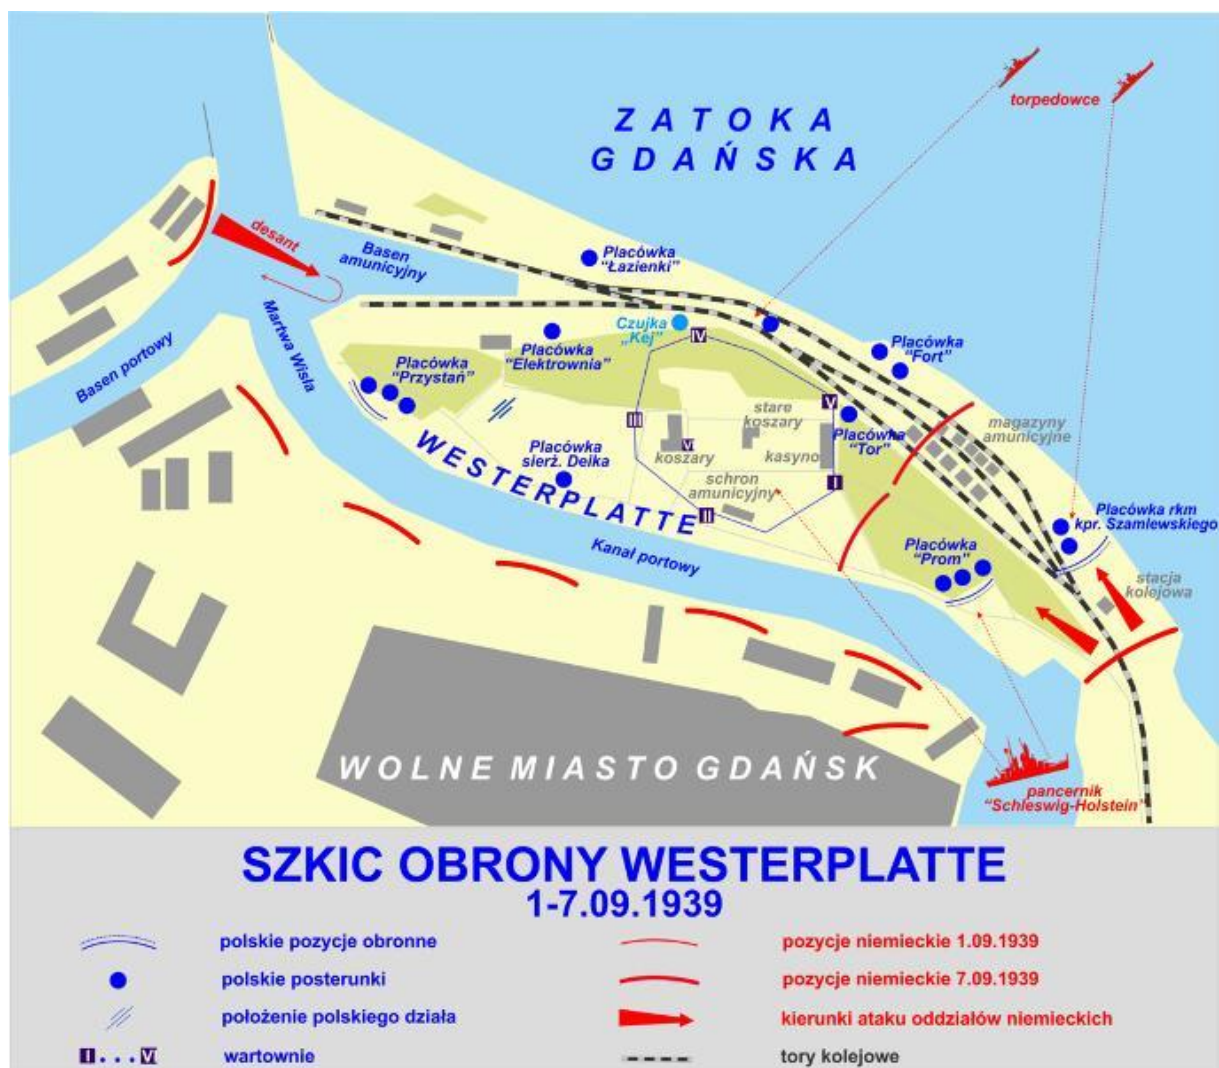 ZATOKA
GDAŃSKA
torpedowce
desant
Basen
amunicyjny
Placówka
“Łazienki”
Martwa Wisła
Basen portowy
Czujka
„Kej”
IV
Placówka
“Elektrownia”
Placówka
“Przystań”
Placówka
“Fort”
III
V
stare
koszary
Placówka
“Tor”
magazyny
amunicyjne
VI
koszary
kasyno
Placówka
sierż. Deika
schron
amunicyjny
I
II
WESTERPLATTE
Kanał portowy
Placówka rkm
kpr. Szamlewskiego
Placówka
“Prom”
stacja
kolejowa
WOLNE MIASTO GDAŃSK
pancernik
“Schleswig-Holstein”
SZKIC OBRONY WESTERPLATTE
1-7.09.1939
polskie pozycje obronne
pozycje niemieckie 1.09.1939
polskie posterunki
pozycje niemieckie 7.09.1939
położenie polskiego działa
kierunki ataku oddziałów niemieckich
I...VI
wartownie
tory kolejowe